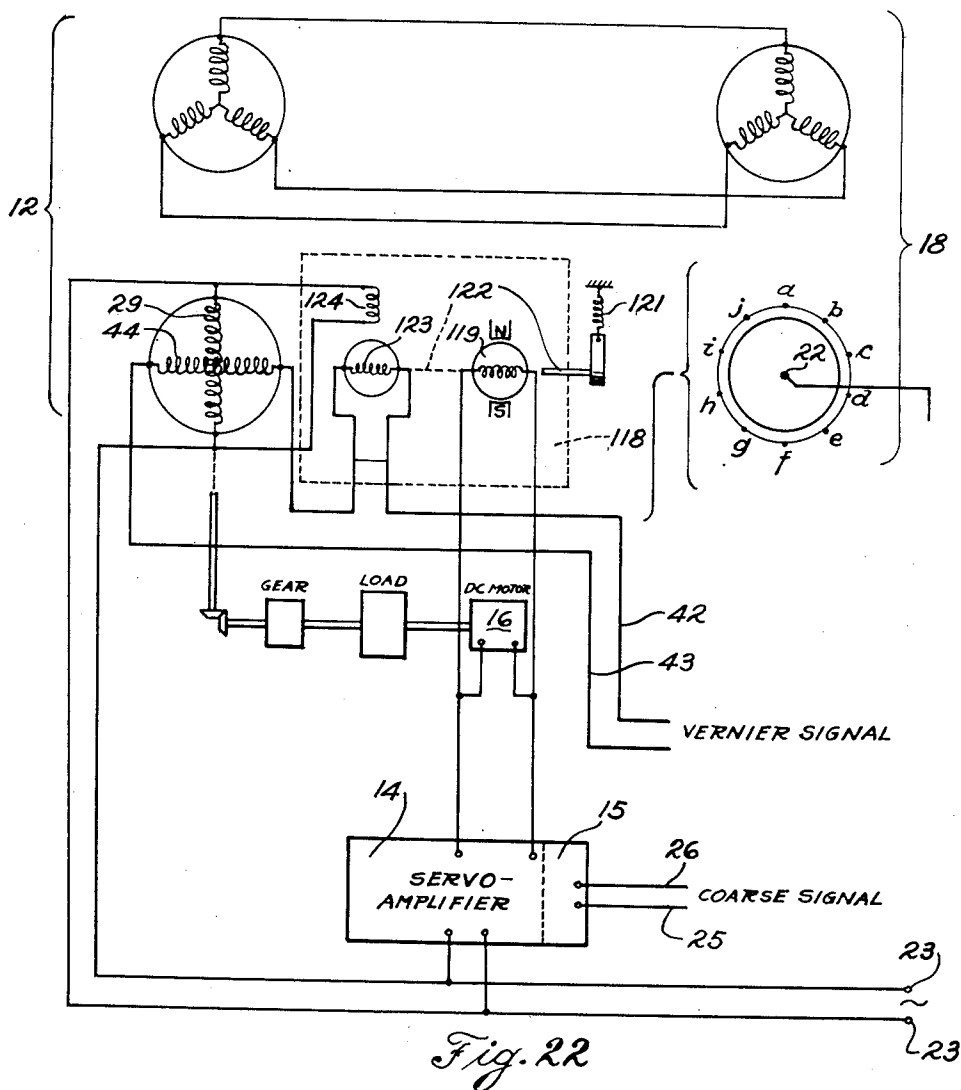 12
18
29
44
124
123
122
119
N
S
121
118
a
b
c
d
e
f
g
h
i
j
22
GEAR
LOAD
DC MOTOR
16
42
43
VERNIER SIGNAL
14
15
SERVO-
AMPLIFIER
26
COARSE SIGNAL
25
23
~
23
Fig. 22